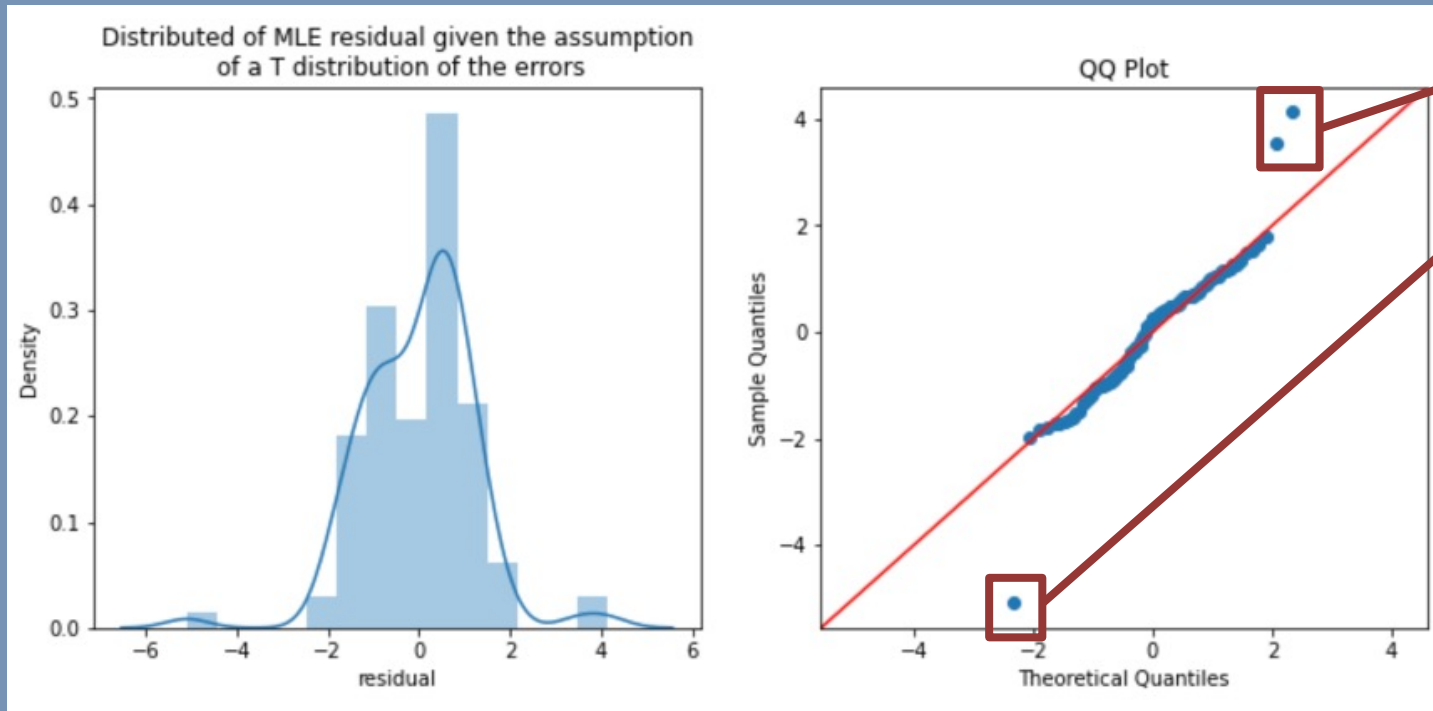 Distributed of MLE residual given the assumption
of a T distribution of the errors
0.5
0.4
0.3
0.2
0.1
0.0
Density
−6 −4 −2 0 2 4 6
residual
QQ Plot
4
2
0
−2
−4
Sample Quantiles
−4 −2 0 2 4
Theoretical Quantiles